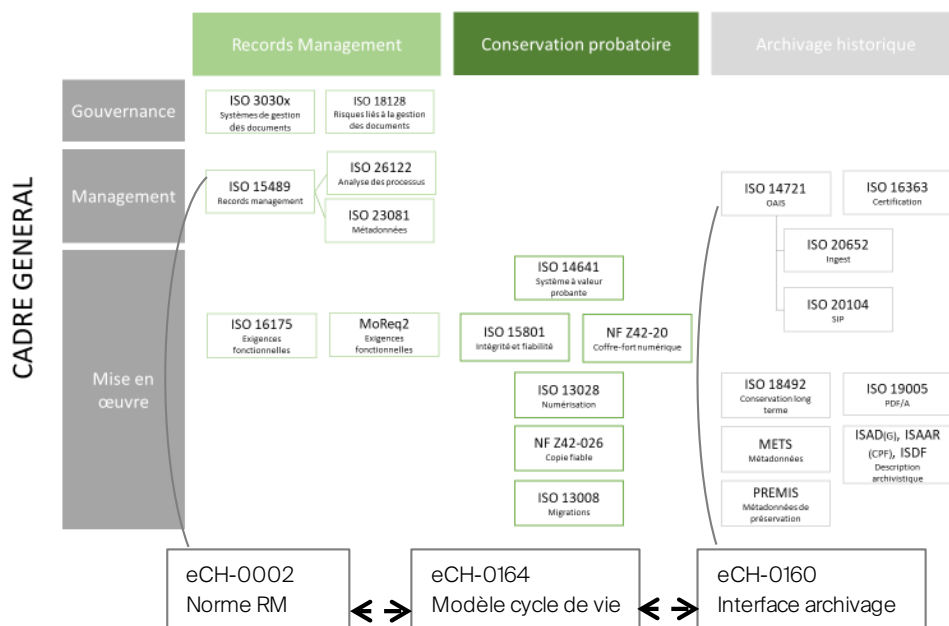 Records Management
Conservation probatoire
Archivage historique
CADRE GENERAL
Gouvernance
ISO 3030x
Systèmes de gestion
des documents
ISO 18128
Risques liés à la gestion
des documents
Management
ISO 15489
Records management
ISO 26122
Analyse des processus
ISO 23081
Métadonnées
ISO 14721
OAIS
ISO 16363
Certification
ISO 20652
Ingest
ISO 20104
SIP
Mise en
œuvre
ISO 16175
Exigences
fonctionnelles
MoReq2
Exigences
fonctionnelles
ISO 14641
Système à valeur
probante
ISO 15801
Intégrité et fiabilité
NF Z42-20
Coffre-fort numérique
ISO 13028
Numérisation
NF Z42-026
Copie fiable
ISO 13008
Migrations
ISO 18492
Conservation long
terme
ISO 19005
PDF/A
METS
Métadonnées
ISAD(G), ISAAR
(CPF), ISDF
Description
archivistique
PREMIS
Métadonnées de
préservation
eCH-0002
Norme RM
eCH-0164
Modèle cycle de vie
eCH-0160
Interface archivage